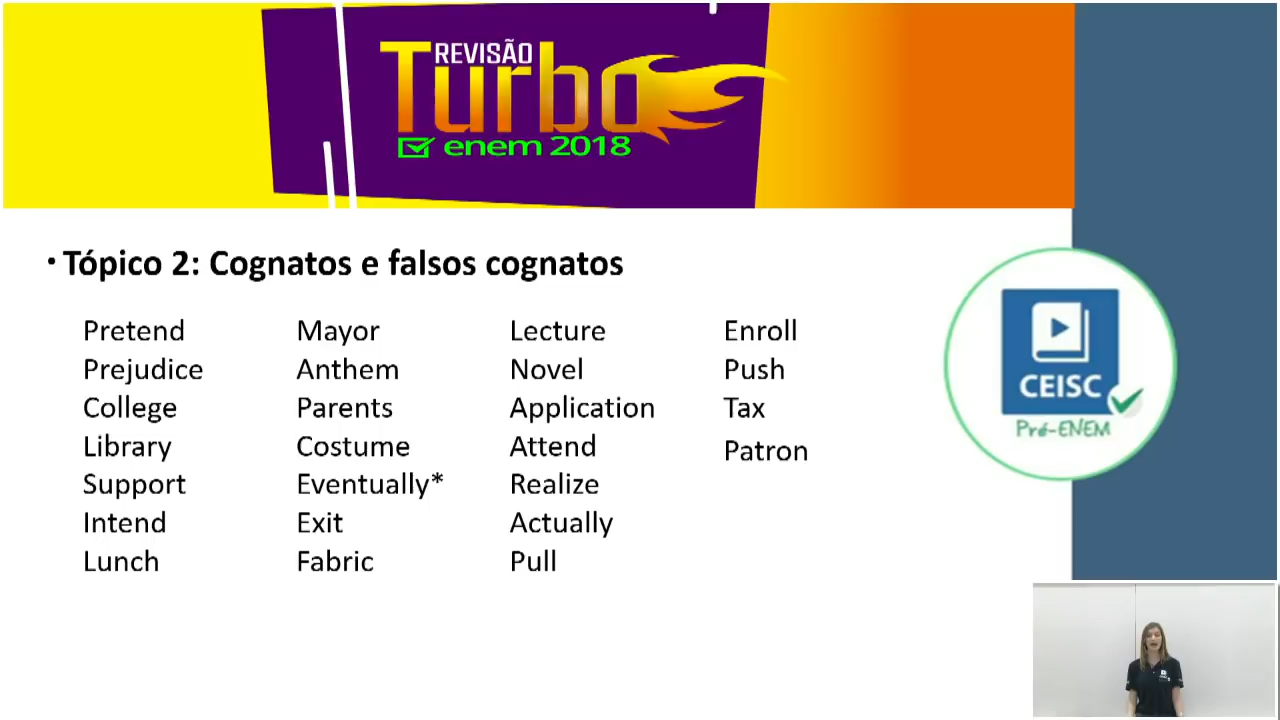 REVISÃO
Turbo
enem 2018
• Tópico 2: Cognatos e falsos cognatos
Pretend
Prejudice
College
Library
Support
Intend
Lunch
Mayor
Anthem
Parents
Costume
Eventually*
Exit
Fabric
Lecture
Novel
Application
Attend
Realize
Actually
Pull
Enroll
Push
Tax
Patron
CEISC
Pré-ENEM